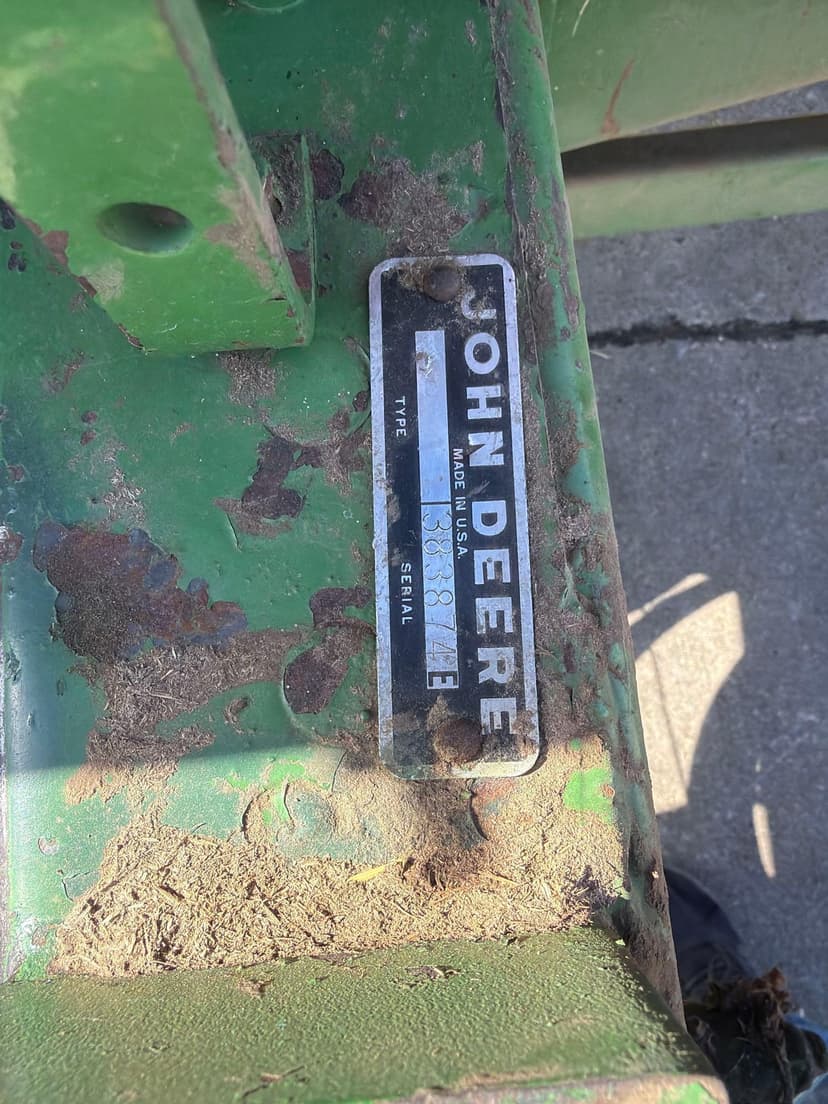 JOHN DEERE
MADE IN U.S.A.
383874E
TYPE SERIAL